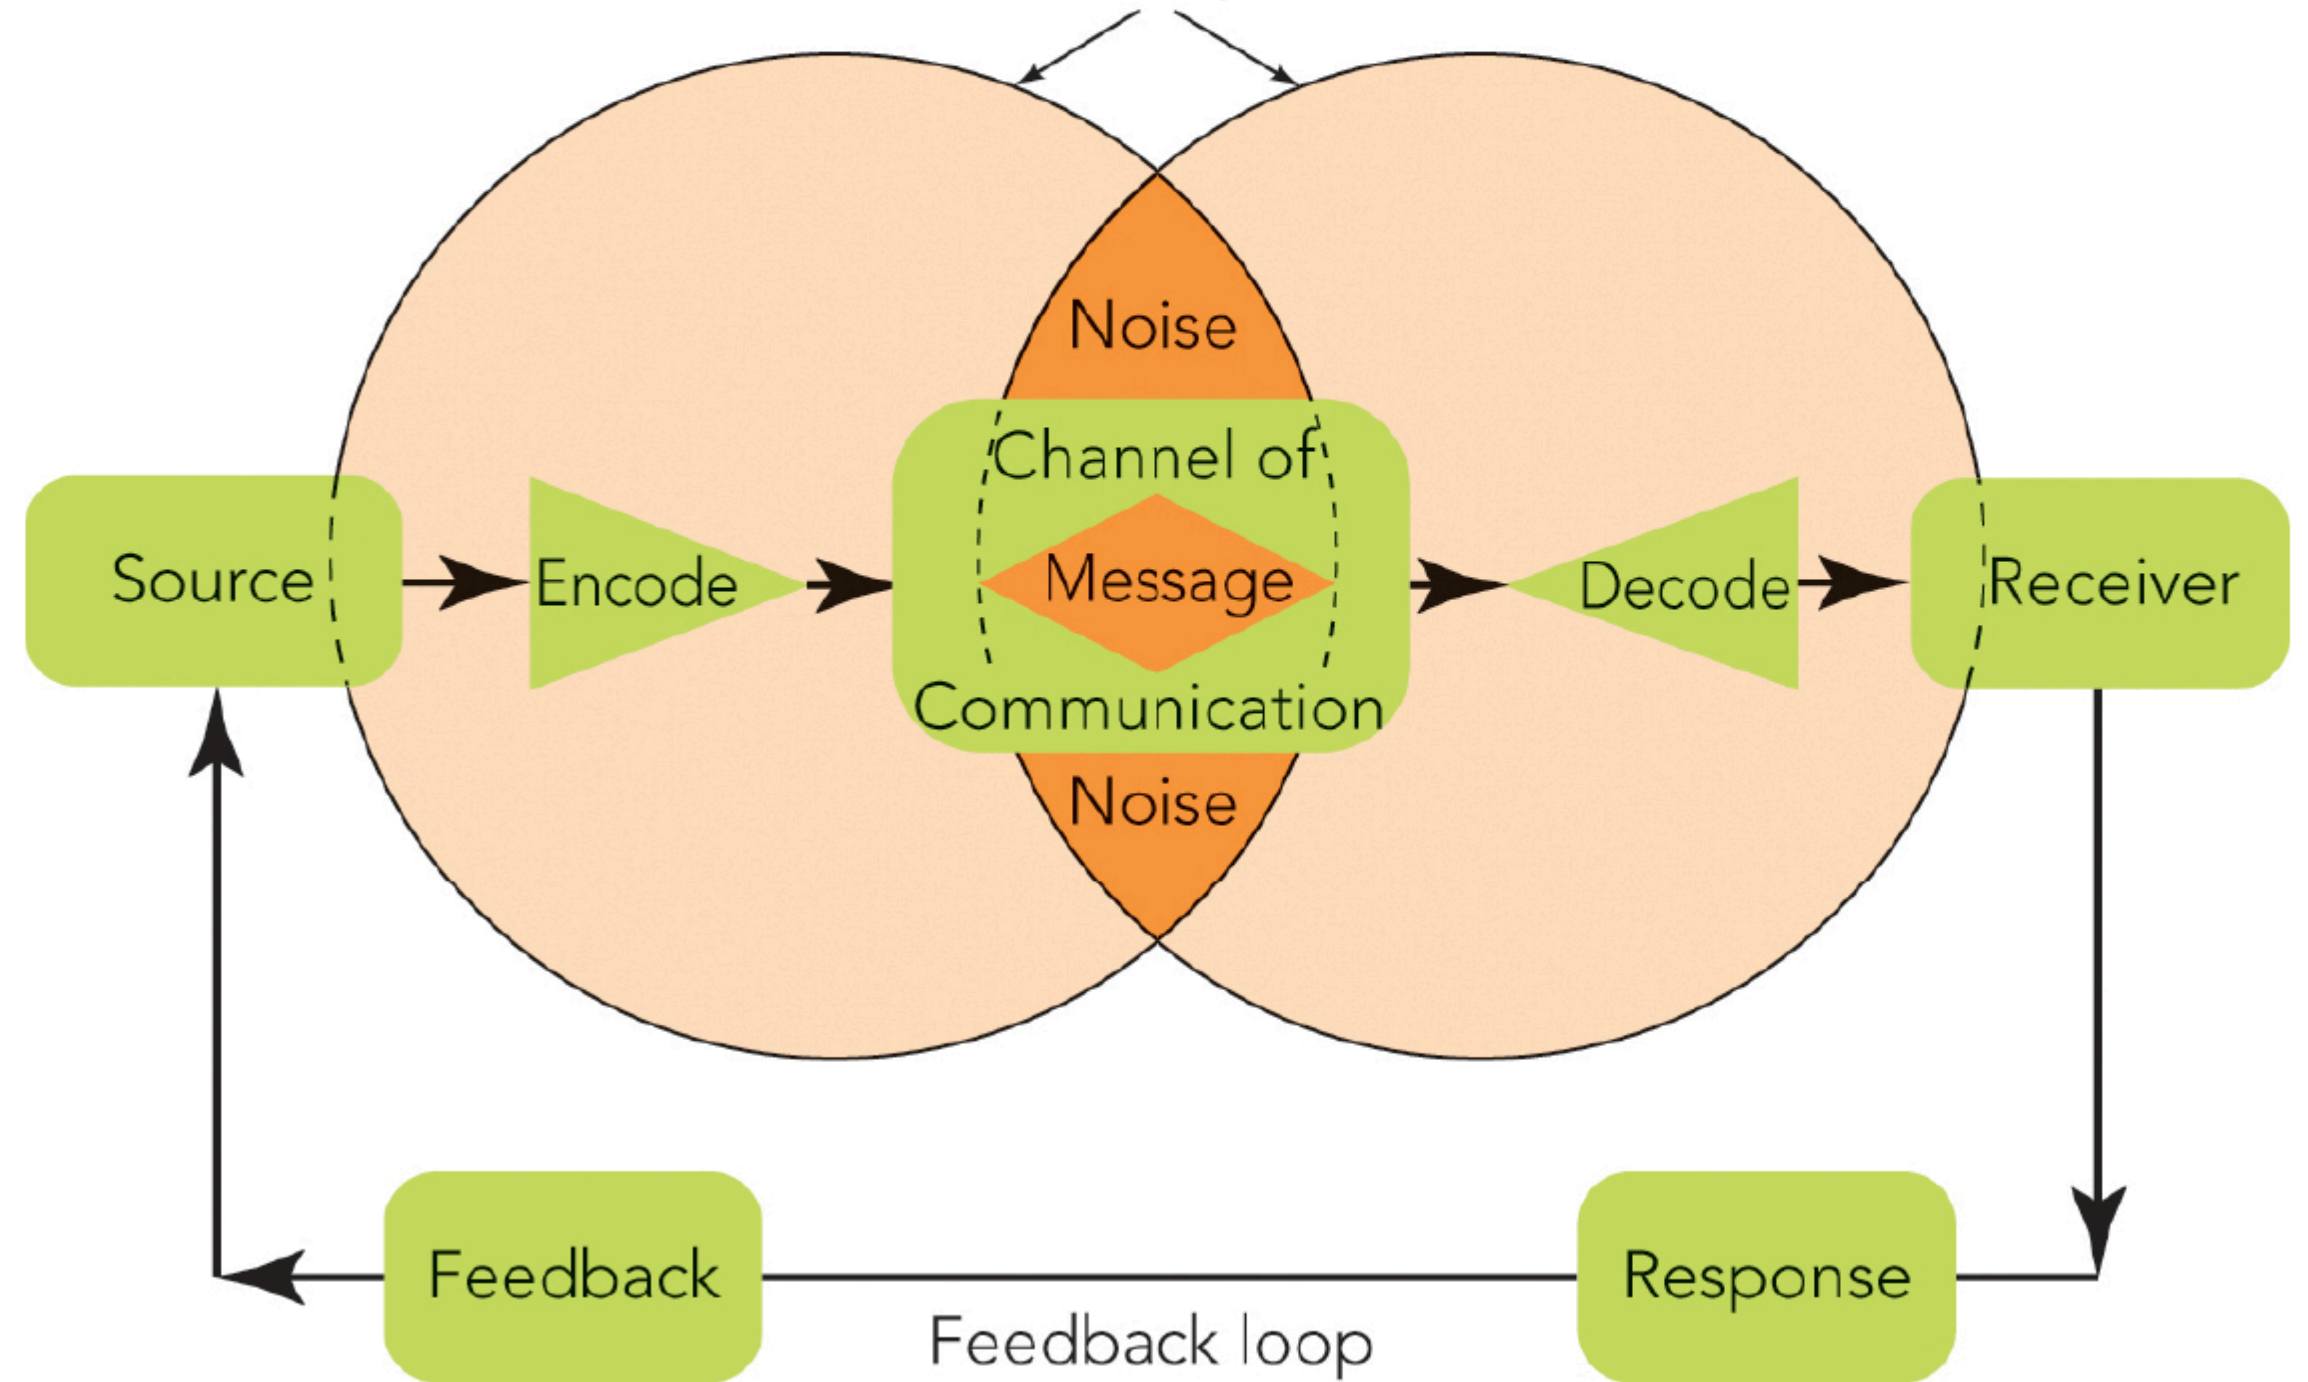 Noise
Channel of
Source
Encode
Message
Decode
Receiver
Communication
Noise
Feedback
Response
Feedback loop